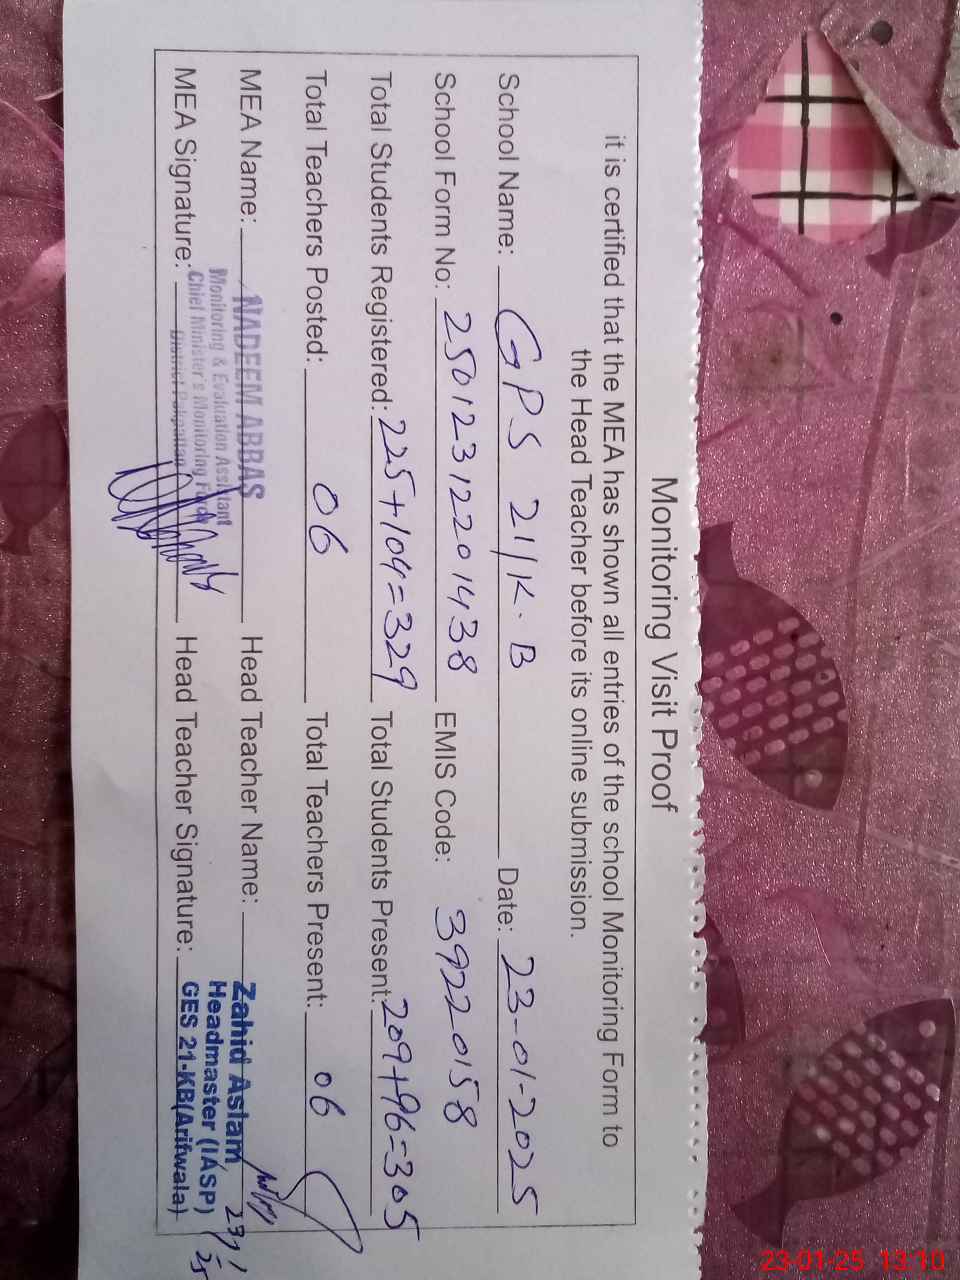 Monitoring Visit Proof
it is certified that the MEA has shown all entries of the school Monitoring Form to
the Head Teacher before its online submission.
School Name: GPS 21/K.B Date: 23-01-2025
School Form No: 25012312201438 EMIS Code: 39220158
Total Students Registered: 225+104=329 Total Students Present: 209+96=305
Total Teachers Posted: 06 Total Teachers Present: 06
MEA Name: NADEEM ABBAS Head Teacher Name: Zahid Aslam
Monitoring & Evaluation Assistant Headmaster (IASP)
Chief Minister's Monitoring Force
MEA Signature: District Pakpattan Head Teacher Signature: GES 21-KB(Arifwala)
23-01-25 13:10